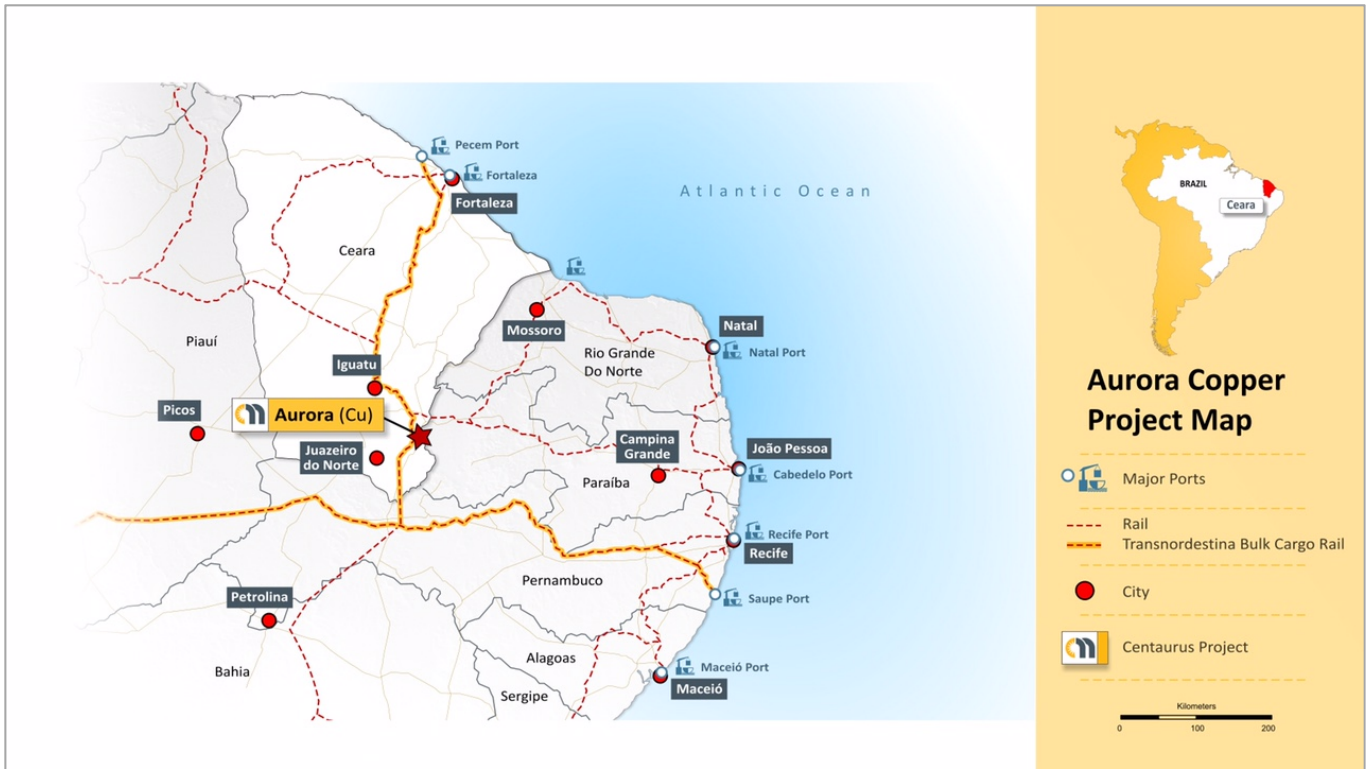 Pecem Port
Fortaleza
Fortaleza
Atlantic Ocean
Ceara
Mossoro
Natal
Natal Port
Piauí
Rio Grande
Do Norte
Iguatu
Picos
Aurora (Cu)
Juazeiro
do Norte
Campina
Grande
João Pessoa
Cabedelo Port
Paraíba
Recife Port
Recife
Pernambuco
Saupe Port
Petrolina
Bahia
Alagoas
Sergipe
Maceió Port
Maceió
BRAZIL
Ceara
Aurora Copper
Project Map
Major Ports
Rail
Transnordestina Bulk Cargo Rail
City
Centaurus Project
Kilometers
0 100 200